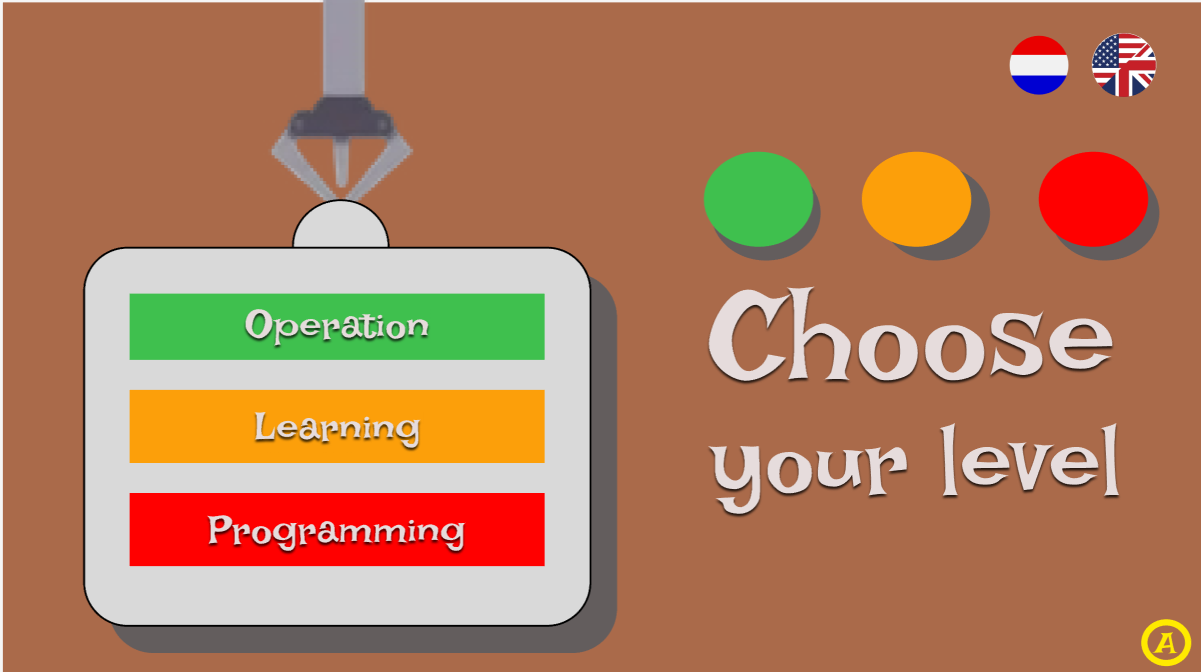 Operation
Learning
Programming
Choose
your level
A